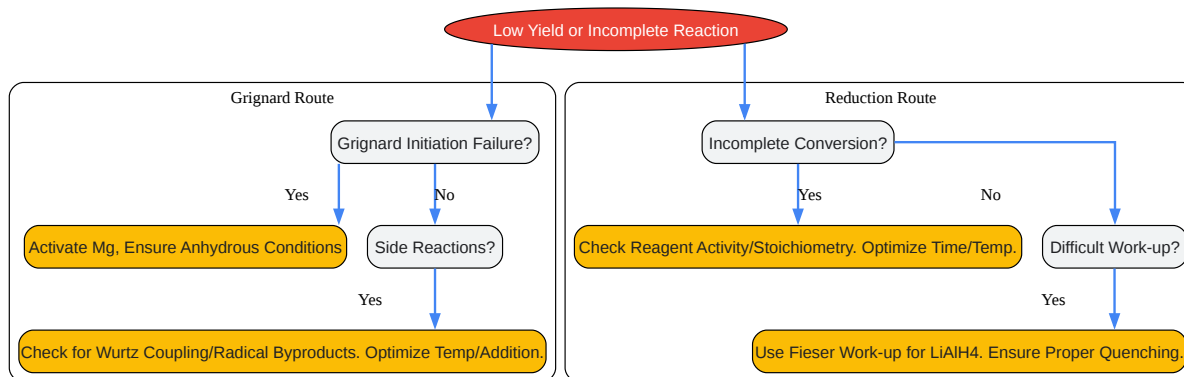 Low Yield or Incomplete Reaction
Grignard Route
Reduction Route
Grignard Initiation Failure?
Incomplete Conversion?
Yes
No
Yes
No
Activate Mg, Ensure Anhydrous Conditions
Side Reactions?
Check Reagent Activity/Stoichiometry. Optimize Time/Temp.
Difficult Work-up?
Yes
Yes
Check for Wurtz Coupling/Radical Byproducts. Optimize Temp/Addition.
Use Fieser Work-up for LiAlH4. Ensure Proper Quenching.